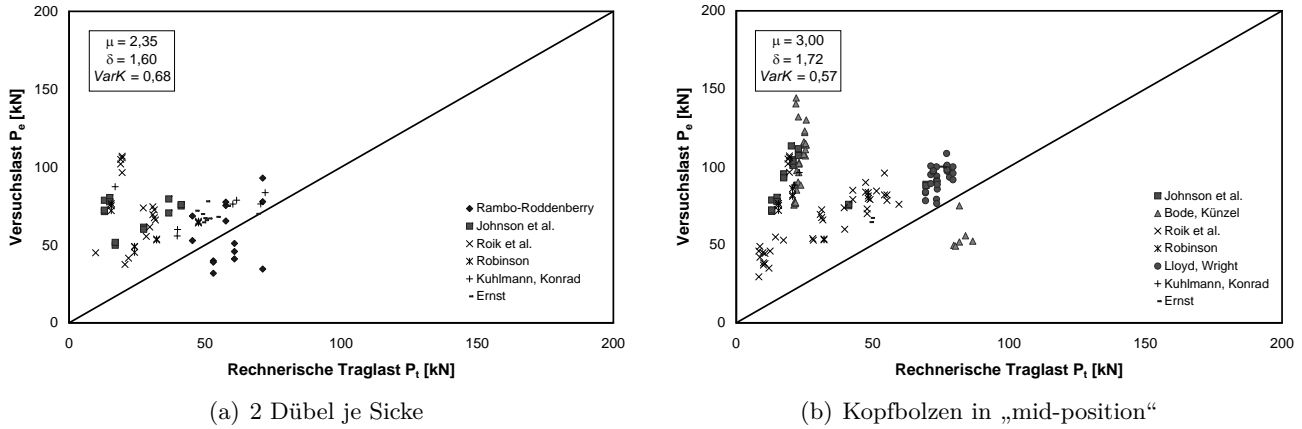 200
150
100
50
0
Versuchslast Pe [kN]
μ = 2,35
δ = 1,60
VarK = 0,68
Rambo-Roddenberry
Johnson et al.
Roik et al.
Robinson
Kuhlmann, Konrad
Ernst
0 50 100 150 200
Rechnerische Traglast Pt [kN]
(a) 2 Dübel je Sicke
200
150
100
50
0
Versuchslast Pe [kN]
μ = 3,00
δ = 1,72
VarK = 0,57
Johnson et al.
Bode, Künzel
Roik et al.
Robinson
Lloyd, Wright
Kuhlmann, Konrad
Ernst
0 50 100 150 200
Rechnerische Traglast Pt [kN]
(b) Kopfbolzen in „mid-position“